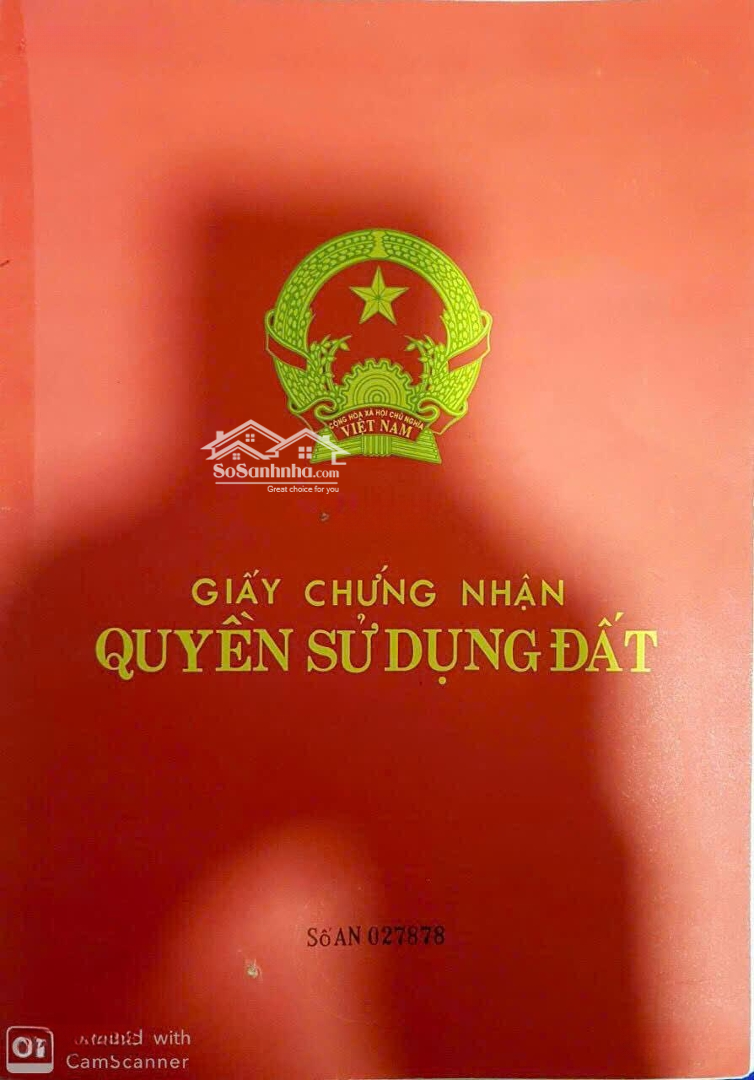 CỘNG HÒA XÃ HỘI CHỦ NGHĨA
VIỆT NAM
SoSanhnha.com
Great choice for you
GIẤY CHỨNG NHẬN
QUYỀN SỬ DỤNG ĐẤT
Số AN 027878
with
CamScanner